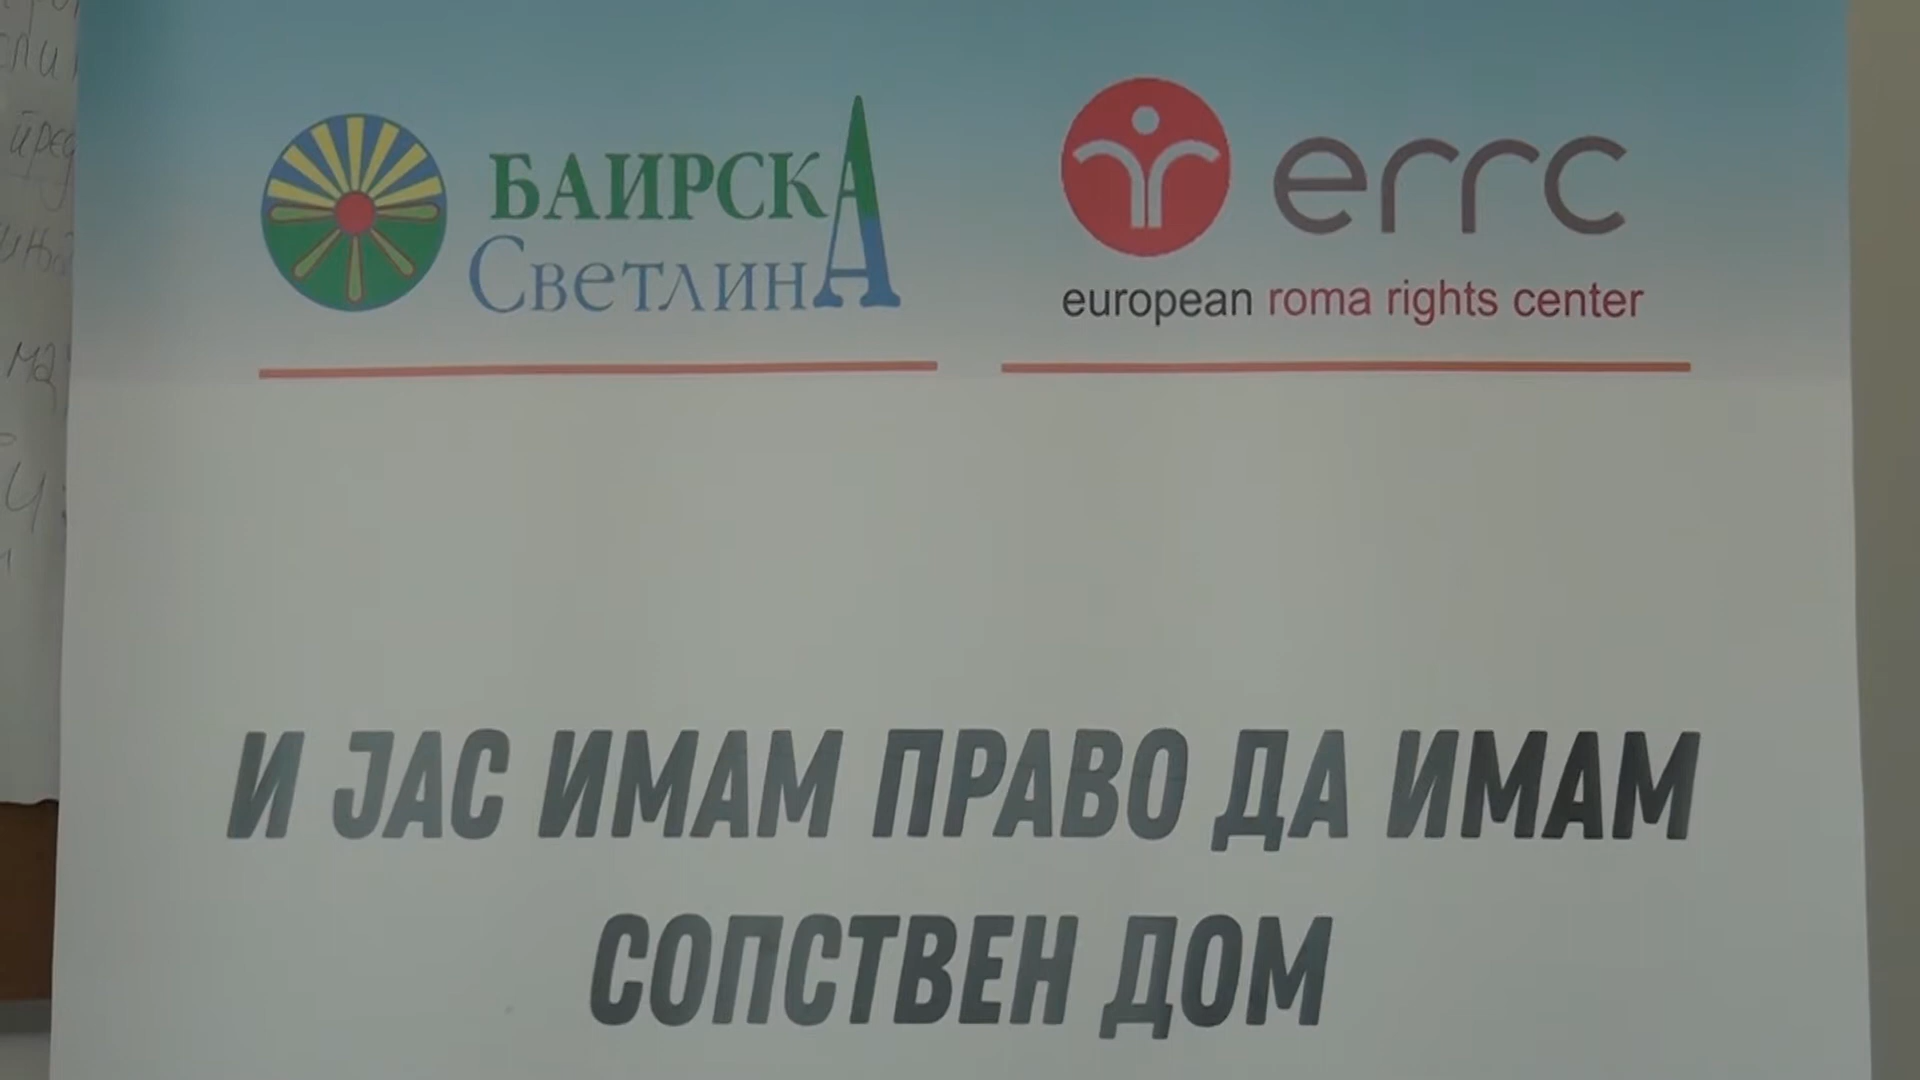 БАИРСКА
СВЕТЛИНА
errc
european roma rights center
И ЈАС ИМАМ ПРАВО ДА ИМАМ
СОПСТВЕН ДОМ